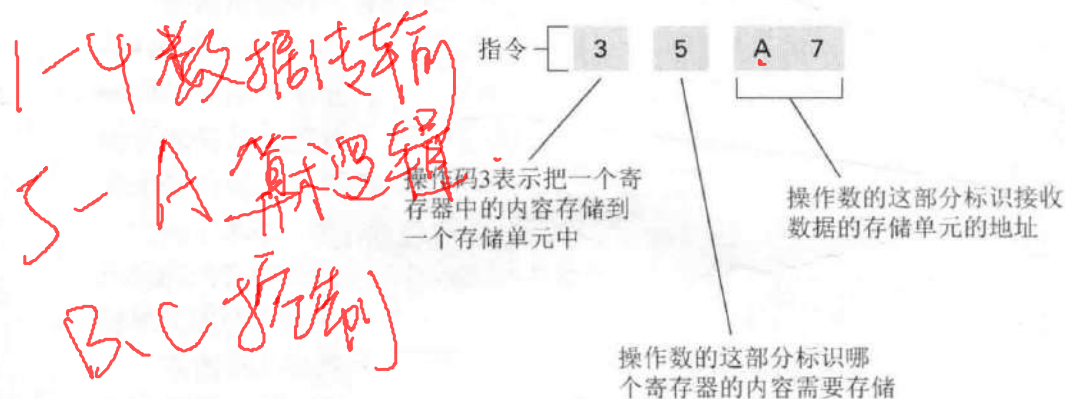 指令 3 5 A 7
1-4 数据传输
5-A 算术逻辑
操作码3表示把一个寄
存器中的内容存储到
一个存储单元中
操作数的这部分标识接收
数据的存储单元的地址
B、C 控制
操作数的这部分标识哪
个寄存器的内容需要存储